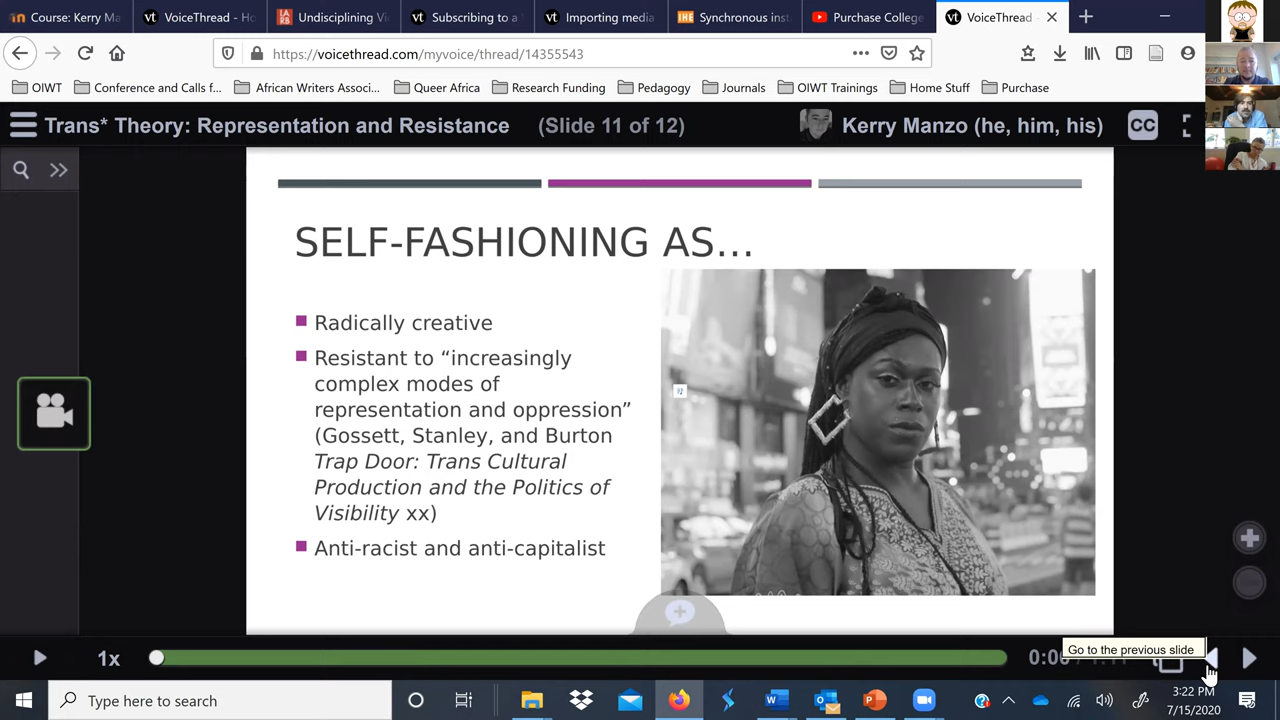 Course: Kerry Ma
VoiceThread - Ho
Undisciplining Vi
Subscribing to a
Importing media
Synchronous inst
Purchase College
VoiceThread -
https://voicethread.com/myvoice/thread/14355543
OIWT
Conference and Calls f...
African Writers Associ...
Queer Africa
Research Funding
Pedagogy
Journals
OIWT Trainings
Home Stuff
Purchase
Trans* Theory: Representation and Resistance (Slide 11 of 12)
Kerry Manzo (he, him, his)
CC
SELF-FASHIONING AS...
Radically creative
Resistant to “increasingly
complex modes of
representation and oppression”
(Gossett, Stanley, and Burton
Trap Door: Trans Cultural
Production and the Politics of
Visibility xx)
Anti-racist and anti-capitalist
Go to the previous slide
1x
Type here to search
3:22 PM
7/15/2020